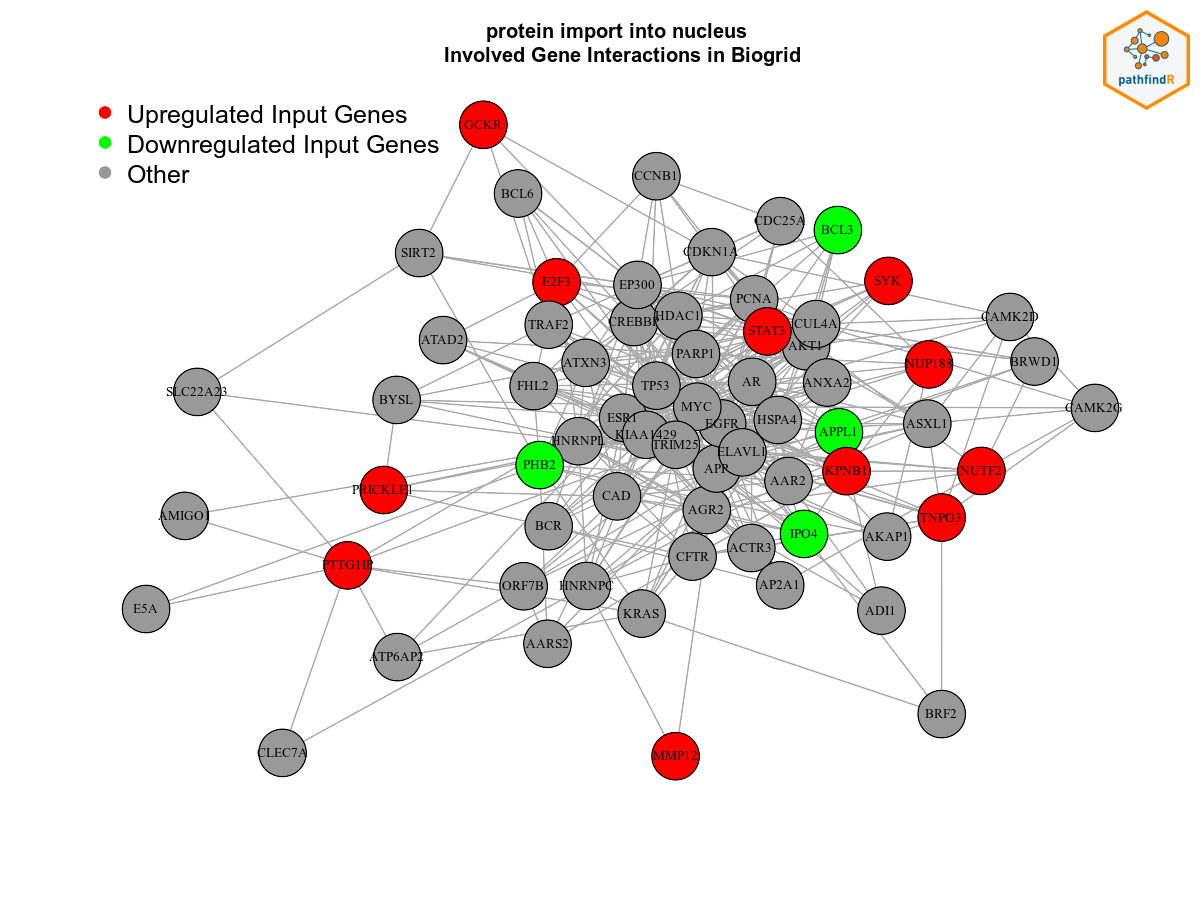 protein import into nucleus
Involved Gene Interactions in Biogrid
pathfindR
Upregulated Input Genes
Downregulated Input Genes
Other
GCKR
CCNB1
BCL6
CDC25A
BCL3
SIRT2
CDKN1A
E2F3
EP300
SYK
PCNA
HDAC1
CAMK2D
TRAF2
CREBBP
CUL4A
STAT3
ATAD2
AKT1
PARP1
BRWD1
ATXN3
NUP188
AR
ANXA2
FHL2
TP53
SLC22A23
BYSL
MYC
CAMK2G
ESR1
HSPA4
EGFR
ASXL1
APPL1
KIAA1429
HNRNPL
TRIM25
ELAVL1
PHB2
APP
KPNB1
NUTF2
AAR2
PRICKLE1
CAD
AGR2
AMIGO1
TNPO3
BCR
IPO4
AKAP1
ACTR3
CFTR
PTTG1IP
ORF7B
HNRNPC
AP2A1
E5A
KRAS
ADI1
AARS2
ATP6AP2
BRF2
CLEC7A
MMP12